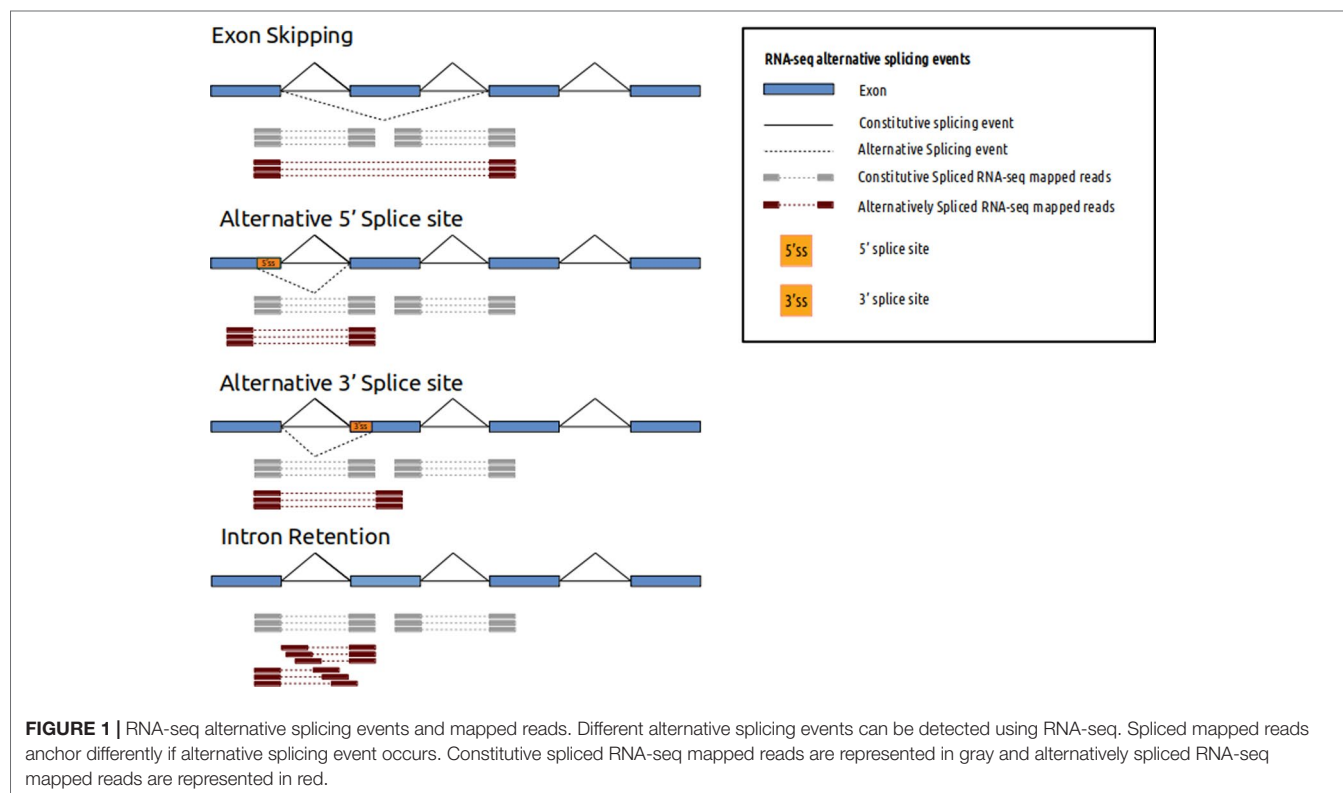 Exon Skipping
RNA-seq alternative splicing events
Exon
Constitutive splicing event
Alternative Splicing event
Constitutive Spliced RNA-seq mapped reads
Alternatively Spliced RNA-seq mapped reads
5'ss
5' splice site
3'ss
3' splice site
Alternative 5' Splice site
5'ss
Alternative 3' Splice site
3'ss
Intron Retention
FIGURE 1 | RNA-seq alternative splicing events and mapped reads. Different alternative splicing events can be detected using RNA-seq. Spliced mapped reads
anchor differently if alternative splicing event occurs. Constitutive spliced RNA-seq mapped reads are represented in gray and alternatively spliced RNA-seq
mapped reads are represented in red.